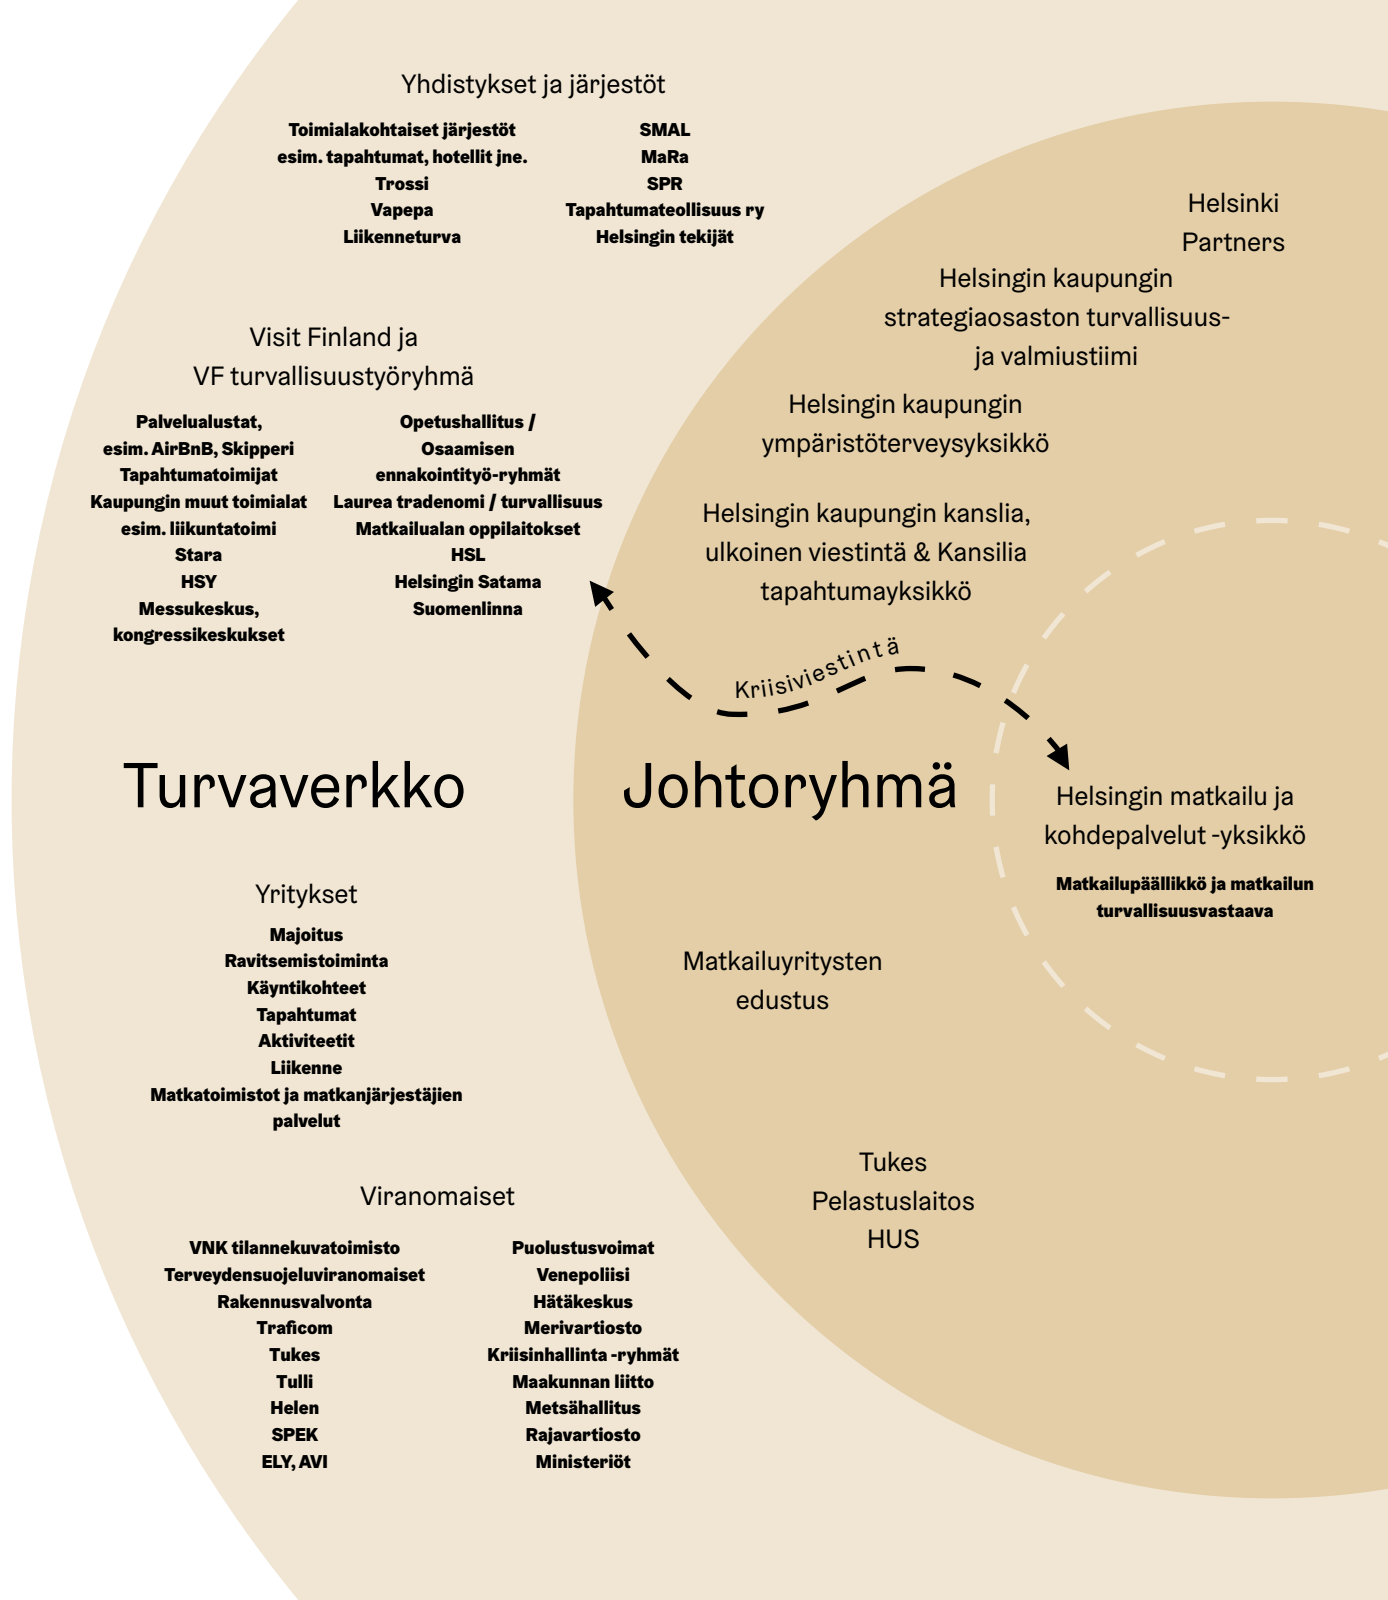 Yhdistykset ja järjestöt
Toimialakohtaiset järjestöt
esim. tapahtumat, hotellit jne.
Trossi
Vapepa
Liikenneturva
SMAL
MaRa
SPR
Tapahtumateollisuus ry
Helsingin tekijät
Visit Finland ja
VF turvallisuustyöryhmä
Palvelualustat,
esim. AirBnB, Skipperi
Tapahtumatoimijat
Kaupungin muut toimialat
esim. liikuntatoimi
Stara
HSY
Messukeskus,
kongressikeskukset
Opetushallitus /
Osaamisen
ennakointityö-ryhmät
Laurea tradenomi / turvallisuus
Matkailualan oppilaitokset
HSL
Helsingin Satama
Suomenlinna
Turvaverkko
Yritykset
Majoitus
Ravitsemistoiminta
Käyntikohteet
Tapahtumat
Aktiviteetit
Liikenne
Matkatoimistot ja matkanjärjestäjien
palvelut
Viranomaiset
VNK tilannekuvatoimisto
Terveydensuojeluviranomaiset
Rakennusvalvonta
Traficom
Tukes
Tulli
Helen
SPEK
ELY, AVI
Puolustusvoimat
Venepoliisi
Hätäkeskus
Merivartiosto
Kriisinhallinta -ryhmät
Maakunnan liitto
Metsähallitus
Rajavartiosto
Ministeriöt
Helsinki
Partners
Helsingin kaupungin
strategiaosaston turvallisuus-
ja valmiustiimi
Helsingin kaupungin
ympäristöterveysyksikkö
Helsingin kaupungin kanslia,
ulkoinen viestintä & Kansilia
tapahtumayksikkö
Kriisiviestintä
Johtoryhmä
Matkailuyritysten
edustus
Tukes
Pelastuslaitos
HUS
Helsingin matkailu ja
kohdepalvelut -yksikkö
Matkailupäällikkö ja matkailun
turvallisuusvastaava